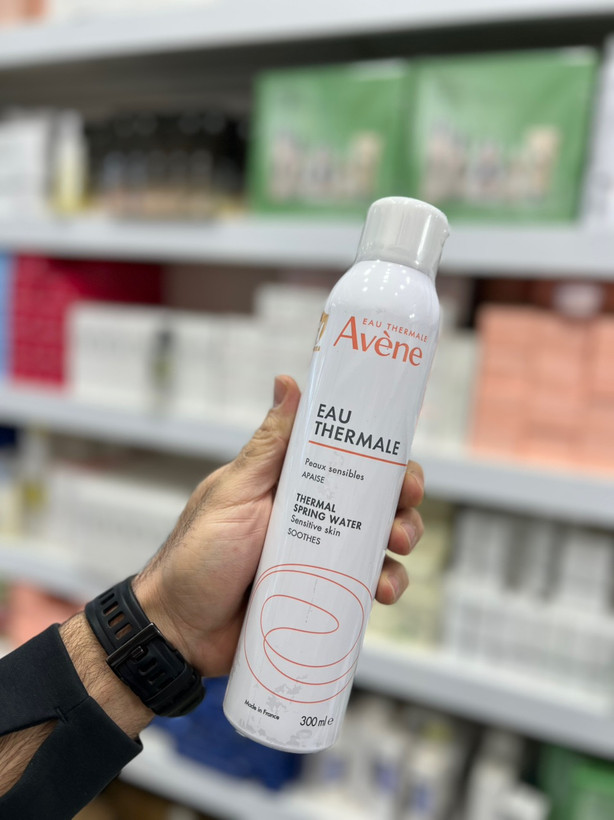 EAU THERMALE
Avène
EAU
THERMALE
Peaux sensibles
APAISE
THERMAL
SPRING WATER
Sensitive skin
SOOTHES
Made in France
300 ml e